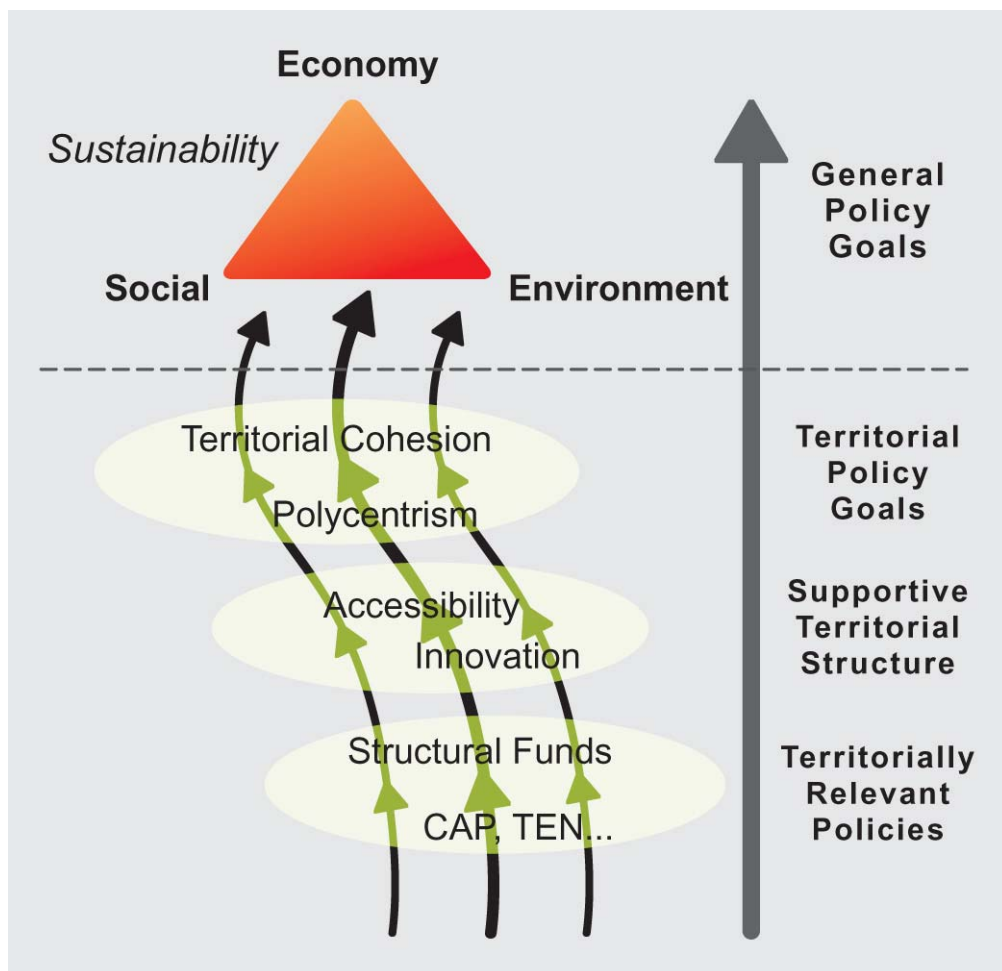 Economy
Sustainability
Social
Environment
General
Policy
Goals
Territorial Cohesion
Polycentrism
Territorial
Policy
Goals
Accessibility
Innovation
Supportive
Territorial
Structure
Structural Funds
CAP, TEN...
Territorially
Relevant
Policies